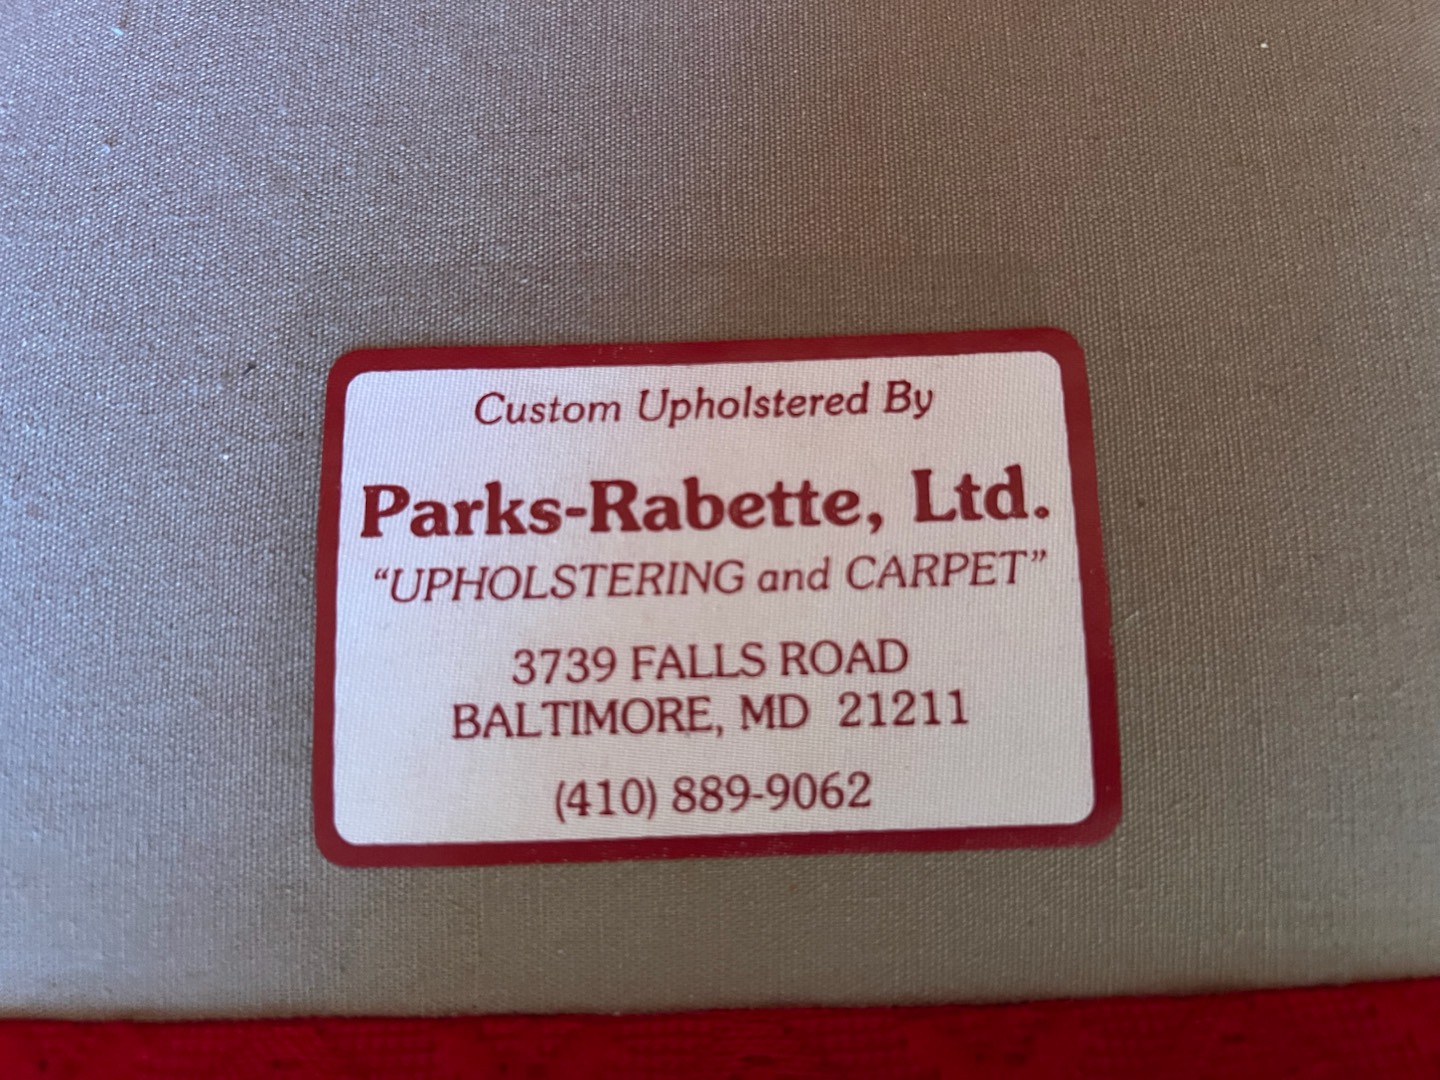 Custom Upholstered By
Parks-Rabette, Ltd.
“UPHOLSTERING and CARPET”
3739 FALLS ROAD
BALTIMORE, MD 21211
(410) 889-9062